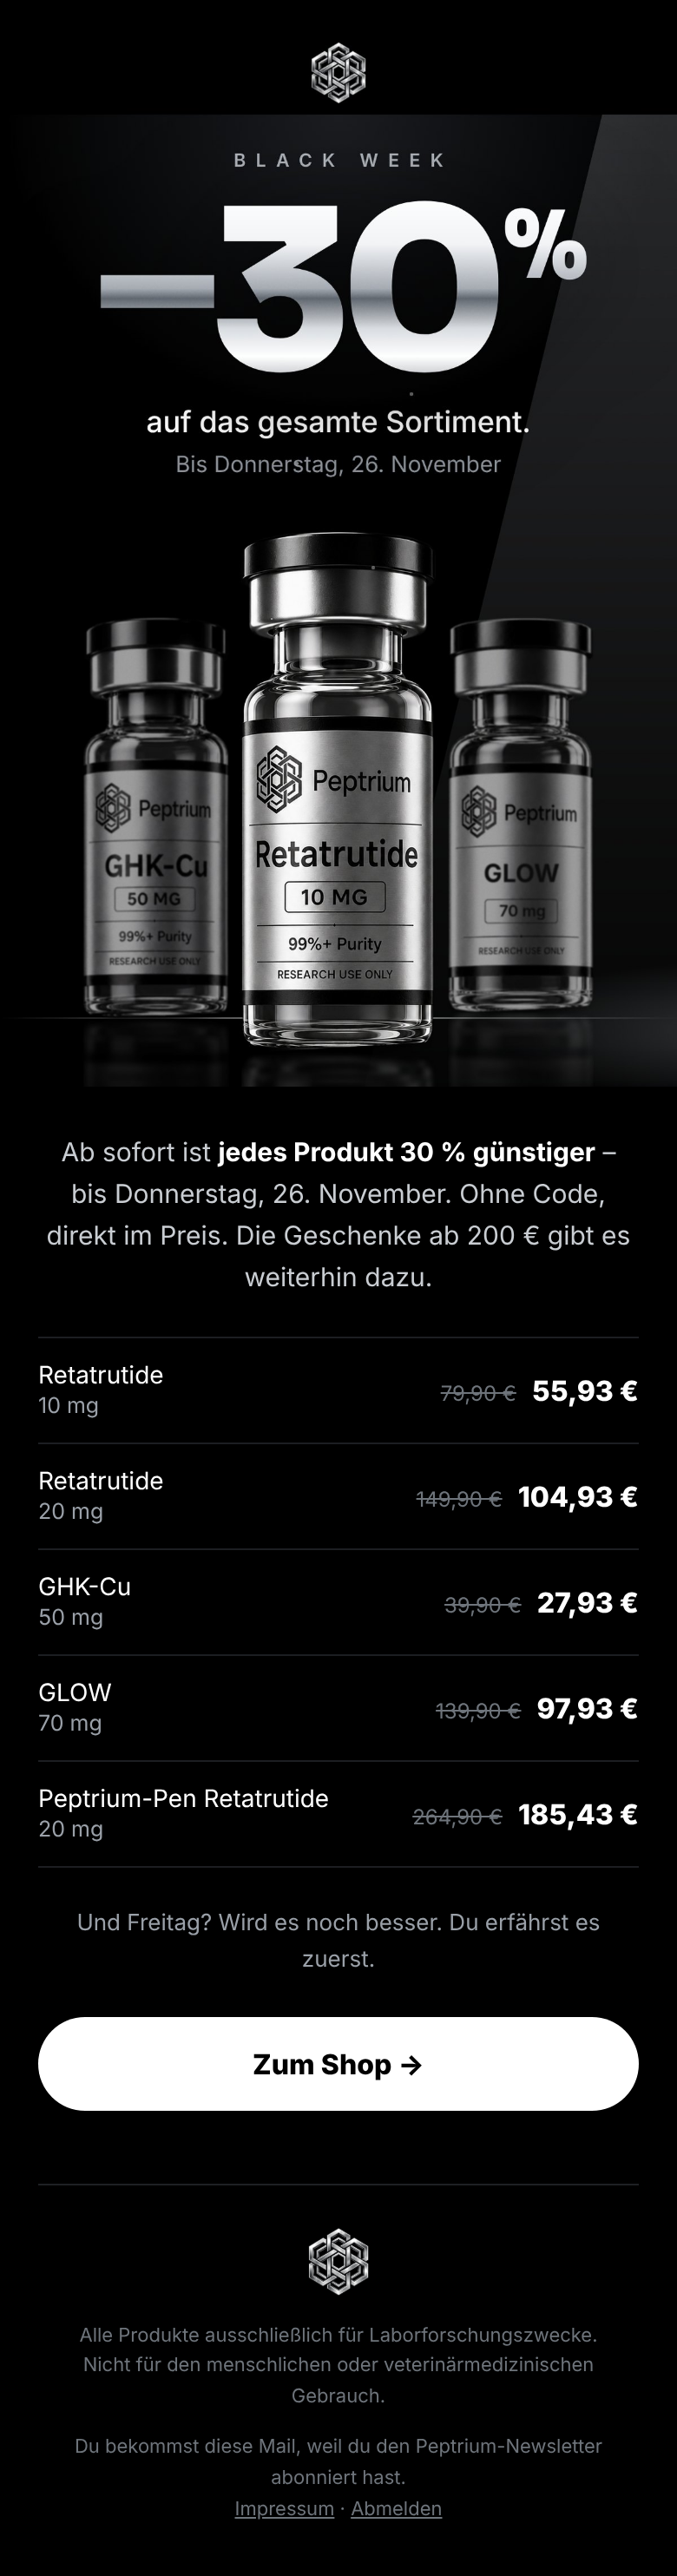 BLACK WEEK
–30%
auf das gesamte Sortiment.
Bis Donnerstag, 26. November
Peptrium
GHK-Cu
50 MG
99%+ Purity
RESEARCH USE ONLY
Peptrium
Retatrutide
10 MG
99%+ Purity
RESEARCH USE ONLY
Peptrium
GLOW
70 mg
RESEARCH USE ONLY
Ab sofort ist jedes Produkt 30 % günstiger –
bis Donnerstag, 26. November. Ohne Code,
direkt im Preis. Die Geschenke ab 200 € gibt es
weiterhin dazu.
Retatrutide
10 mg
79,90 € 55,93 €
Retatrutide
20 mg
149,90 € 104,93 €
GHK-Cu
50 mg
39,90 € 27,93 €
GLOW
70 mg
139,90 € 97,93 €
Peptrium-Pen Retatrutide
20 mg
264,90 € 185,43 €
Und Freitag? Wird es noch besser. Du erfährst es
zuerst.
Zum Shop →
Alle Produkte ausschließlich für Laborforschungszwecke.
Nicht für den menschlichen oder veterinärmedizinischen
Gebrauch.
Du bekommst diese Mail, weil du den Peptrium-Newsletter
abonniert hast.
Impressum · Abmelden